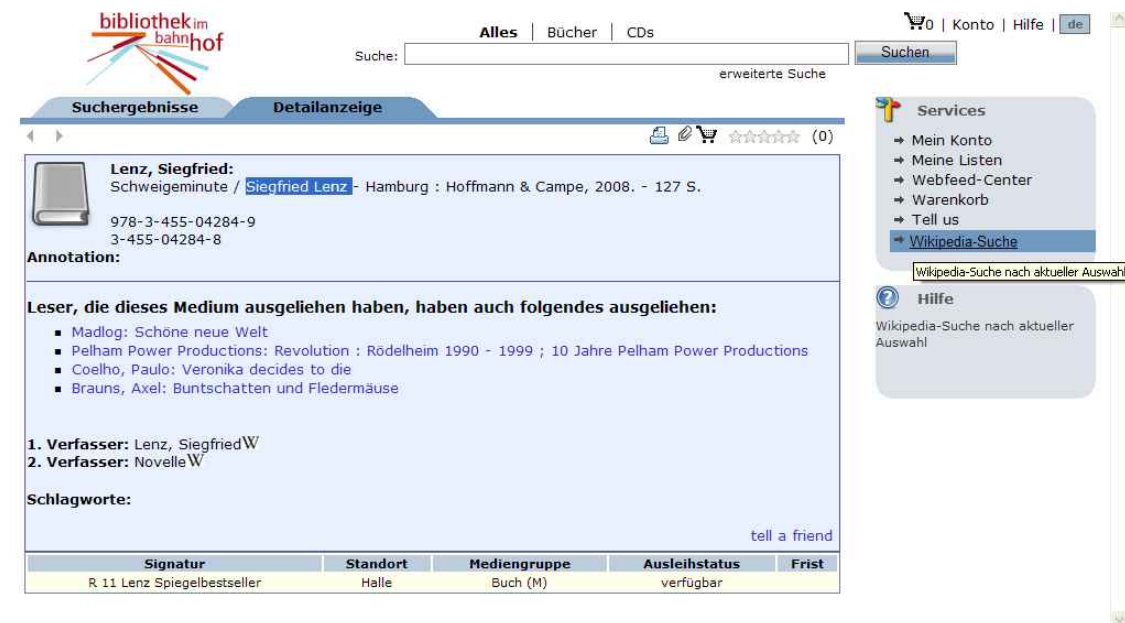 bibliothek im
bahnhof
Alles | Bücher | CDs
0 | Konto | Hilfe | de
Suche:
Suchen
erweiterte Suche
Suchergebnisse
Detailanzeige
(0)
Lenz, Siegfried:
Schweigeminute / Siegfried Lenz - Hamburg : Hoffmann & Campe, 2008. - 127 S.
978-3-455-04284-9
3-455-04284-8
Annotation:
Leser, die dieses Medium ausgeliehen haben, haben auch folgendes ausgeliehen:
Madlog: Schöne neue Welt
Pelham Power Productions: Revolution : Rödelheim 1990 - 1999 ; 10 Jahre Pelham Power Productions
Coelho, Paulo: Veronika decides to die
Brauns, Axel: Buntschatten und Fledermäuse
1. Verfasser: Lenz, Siegfried W
2. Verfasser: Novelle W
Schlagworte:
tell a friend
Signatur Standort Mediengruppe Ausleihstatus Frist
R 11 Lenz Spiegelbestseller Halle Buch (M) verfügbar
Services
Mein Konto
Meine Listen
Webfeed-Center
Warenkorb
Tell us
Wikipedia-Suche
Wikipedia-Suche nach aktueller Auswahl
Hilfe
Wikipedia-Suche nach aktueller
Auswahl